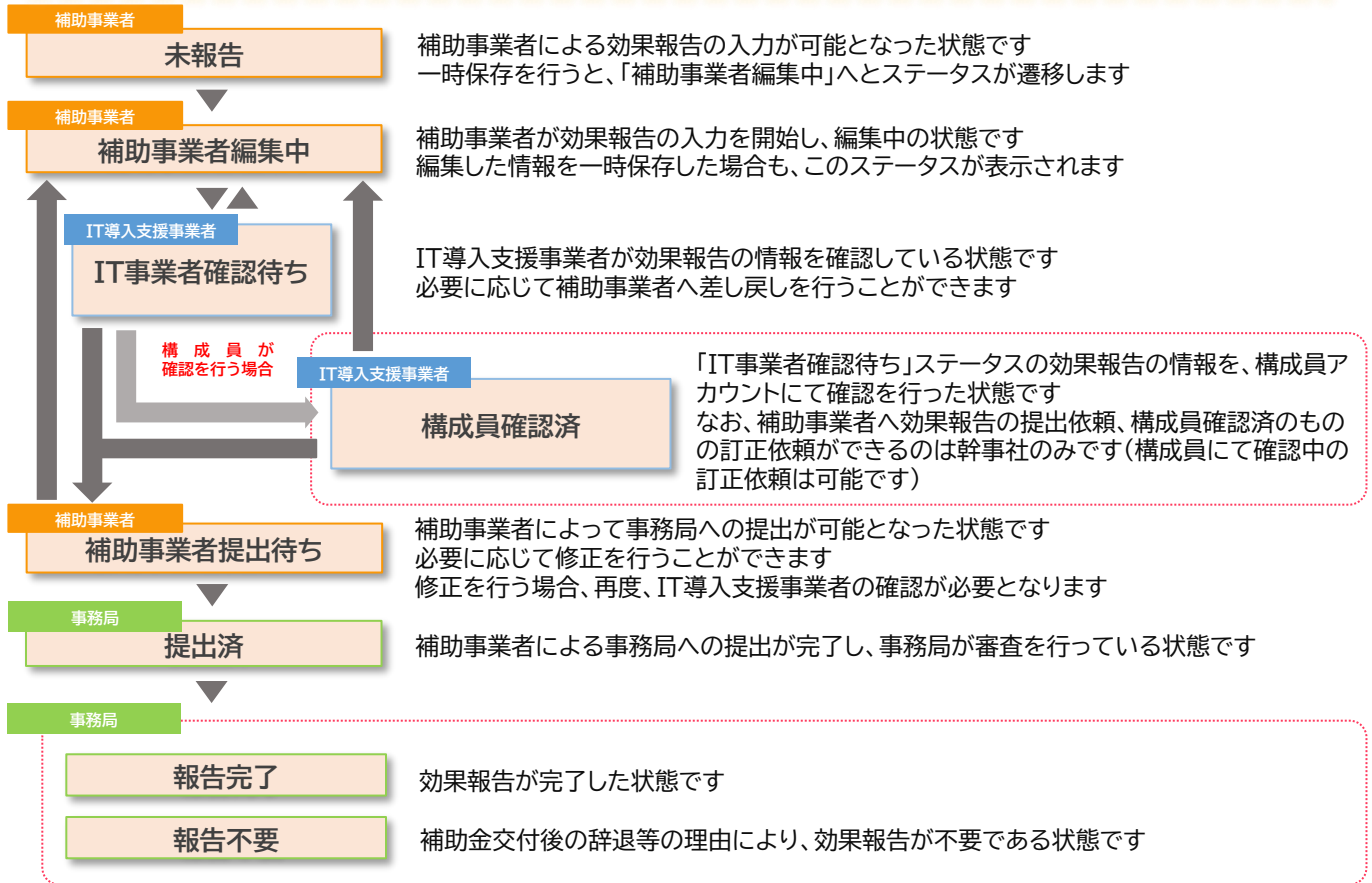 補助事業者
未報告
補助事業者による効果報告の入力が可能となった状態です
一時保存を行うと、「補助事業者編集中」へとステータスが遷移します
補助事業者
補助事業者編集中
補助事業者が効果報告の入力を開始し、編集中の状態です
編集した情報を一時保存した場合も、このステータスが表示されます
IT導入支援事業者
IT事業者確認待ち
IT導入支援事業者が効果報告の情報を確認している状態です
必要に応じて補助事業者へ差し戻しを行うことができます
構成員が
確認を行う場合
IT導入支援事業者
構成員確認済
「IT事業者確認待ち」ステータスの効果報告の情報を、構成員ア
カウントにて確認を行った状態です
なお、補助事業者へ効果報告の提出依頼、構成員確認済のもの
の訂正依頼ができるのは幹事社のみです(構成員にて確認中の
訂正依頼は可能です)
補助事業者
補助事業者提出待ち
補助事業者によって事務局への提出が可能となった状態です
必要に応じて修正を行うことができます
修正を行う場合、再度、IT導入支援事業者の確認が必要となります
事務局
提出済
補助事業者による事務局への提出が完了し、事務局が審査を行っている状態です
事務局
報告完了
効果報告が完了した状態です
報告不要
補助金交付後の辞退等の理由により、効果報告が不要である状態です